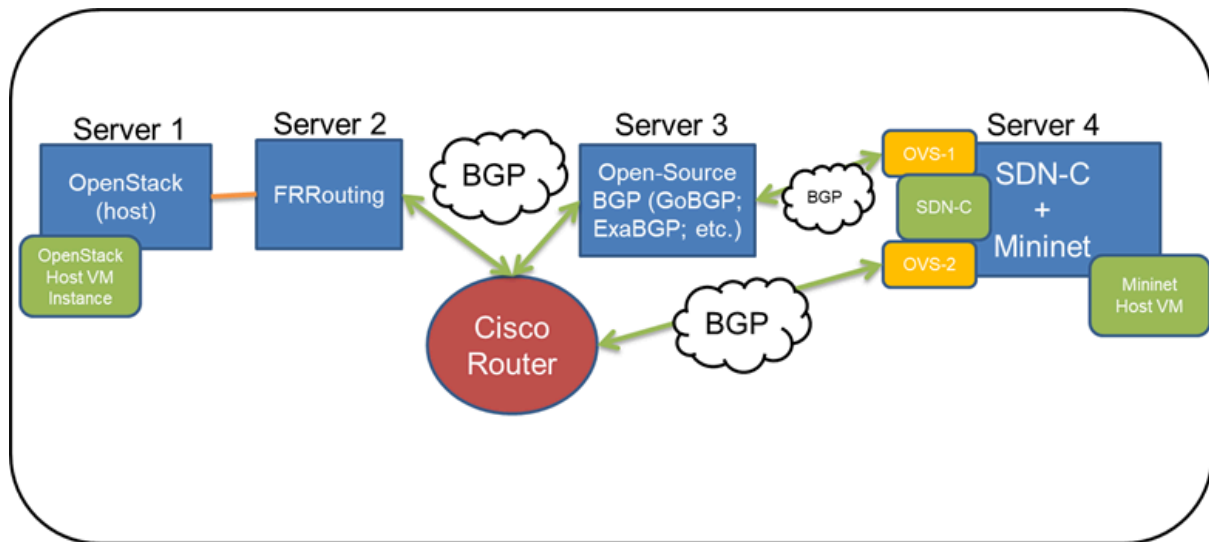 Server 1
OpenStack
(host)
OpenStack
Host VM
Instance
Server 2
FRRouting
BGP
Cisco
Router
Server 3
Open-Source
BGP (GoBGP;
ExaBGP; etc.)
BGP
BGP
Server 4
OVS-1
SDN-C
OVS-2
SDN-C
+
Mininet
Mininet
Host VM